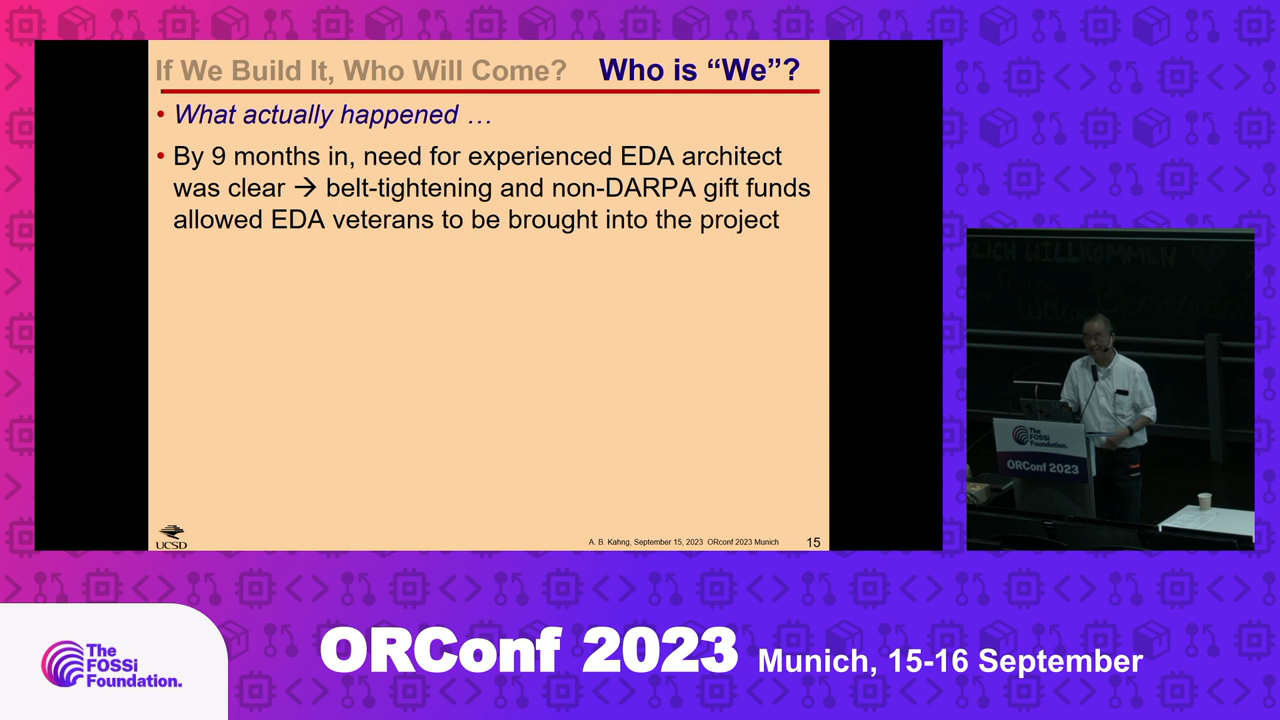 If We Build It, Who Will Come? Who is “We”?
• What actually happened …
• By 9 months in, need for experienced EDA architect
was clear → belt-tightening and non-DARPA gift funds
allowed EDA veterans to be brought into the project
UCSD
A. B. Kahng, September 15, 2023 ORconf 2023 Munich
15
LICH WILLKOMMEN
The
FOSSi
Foundation.
ORConf 2023
The
FOSSi
Foundation.
ORConf 2023 Munich, 15-16 September